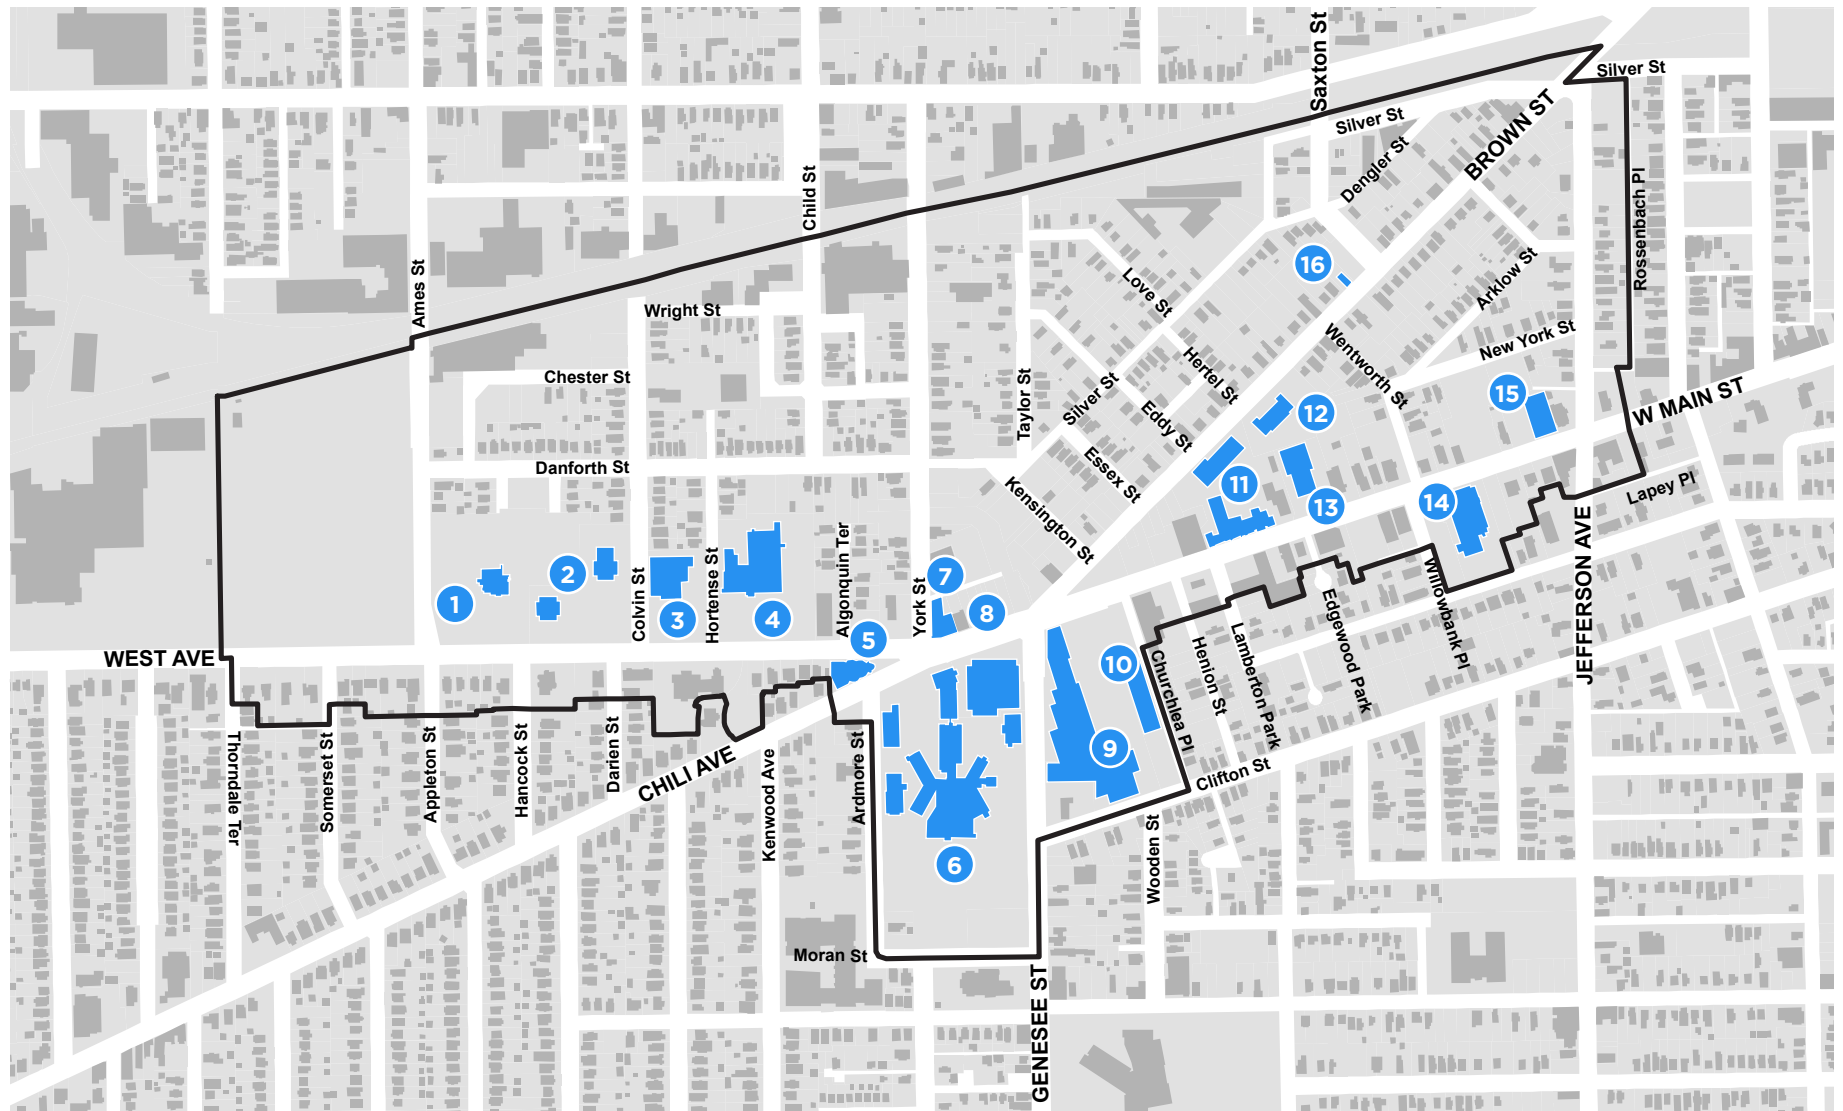 Saxton St
Silver St
Silver St
BROWN ST
Dengler St
Child St
Rossenbach Pl
Ames St
Love St
16
Arklow St
Wright St
Wentworth St
New York St
Hertel St
Chester St
Taylor St
Silver St
Eddy St
12
15
W MAIN ST
Danforth St
Essex St
Kensington St
11
13
14
Lapey Pl
1
2
Colvin St
3
Hortense St
4
Algonquin Ter
York St
7
8
5
JEFFERSON AVE
Willowbank Pl
Edgewood Park
Lamberton Park
Henion St
Churchlea Pl
10
WEST AVE
9
Clifton St
Thorndale Ter
Somerset St
Appleton St
Hancock St
Darien St
CHILI AVE
Kenwood Ave
Ardmore St
6
Wooden St
Moran St
GENESEE ST